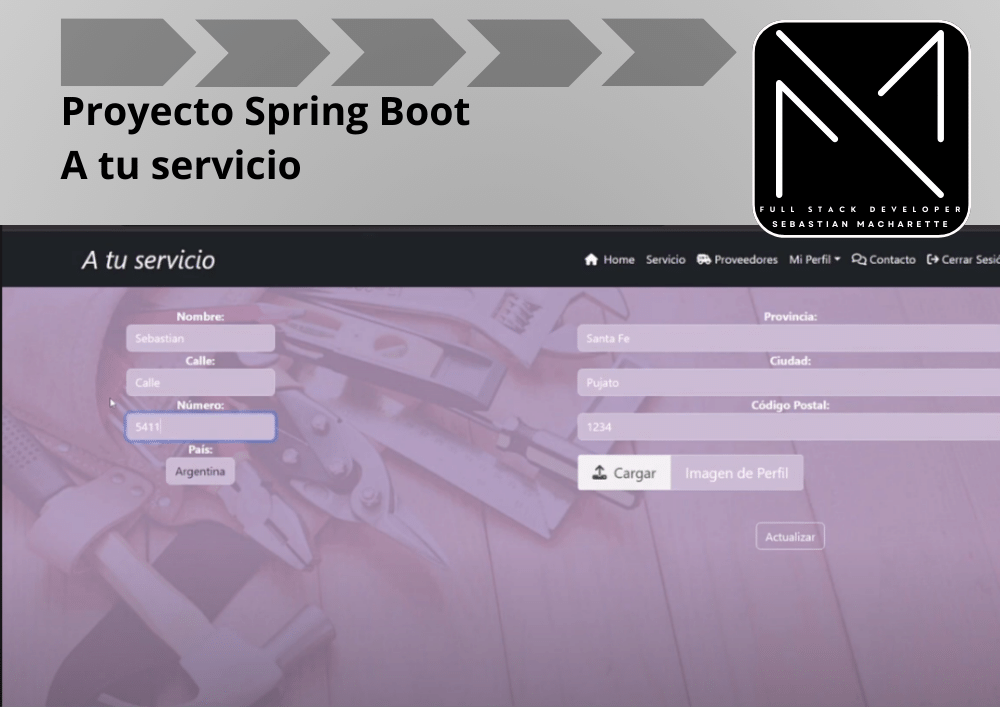 Proyecto Spring Boot
A tu servicio
FULL STACK DEVELOPER
SEBASTIAN MACHARETTE
A tu servicio
Home Servicio Proveedores Mi Perfil Contacto Cerrar Sesió
Nombre:
Sebastian
Calle:
Calle
Número:
5411
País:
Argentina
Provincia:
Santa Fe
Ciudad:
Pujato
Código Postal:
1234
Cargar Imagen de Perfil
Actualizar